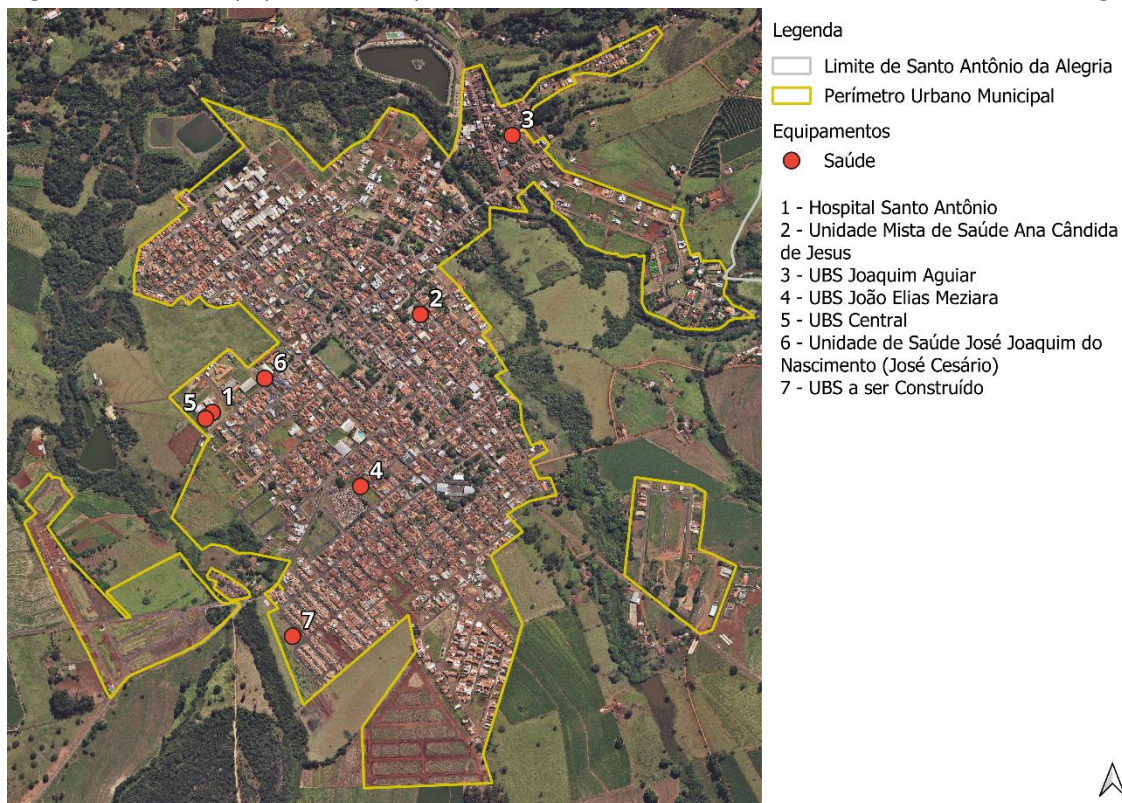 Legenda
Limite de Santo Antônio da Alegria
Perímetro Urbano Municipal
Equipamentos
Saúde
1 - Hospital Santo Antônio
2 - Unidade Mista de Saúde Ana Cândida
de Jesus
3 - UBS Joaquim Aguiar
4 - UBS João Elias Meziara
5 - UBS Central
6 - Unidade de Saúde José Joaquim do
Nascimento (José Cesário)
7 - UBS a ser Construído
3
2
6
1
5
4
7